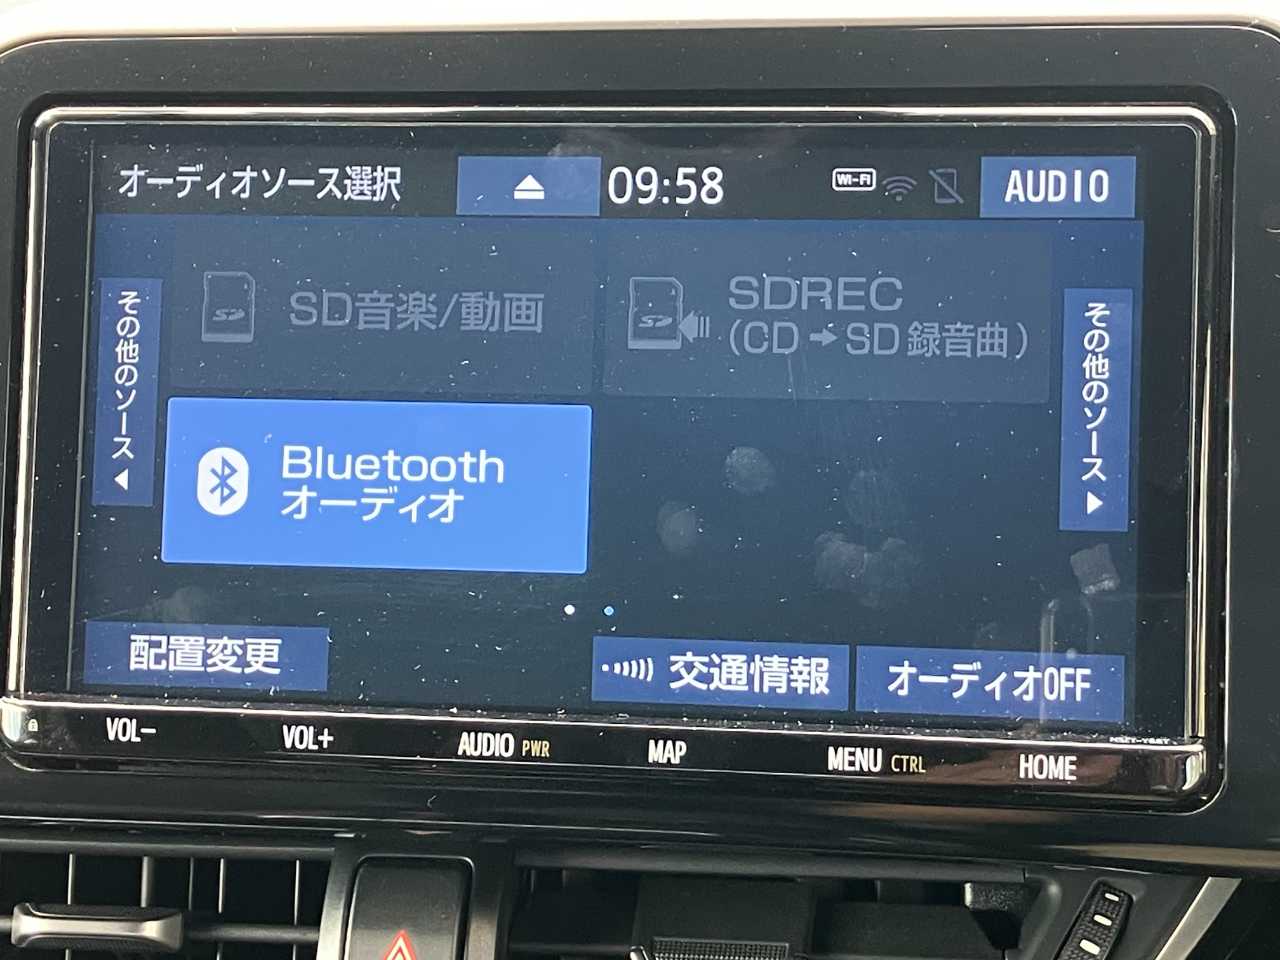 オーディオソース選択
09:58
Wi-Fi
AUDIO
その他のソース
SD音楽/動画
SDREC
(CD→SD録音曲)
その他のソース
Bluetooth
オーディオ
配置変更
交通情報
オーディオOFF
VOL-
VOL+
AUDIO PWR
MAP
MENU CTRL
HOME